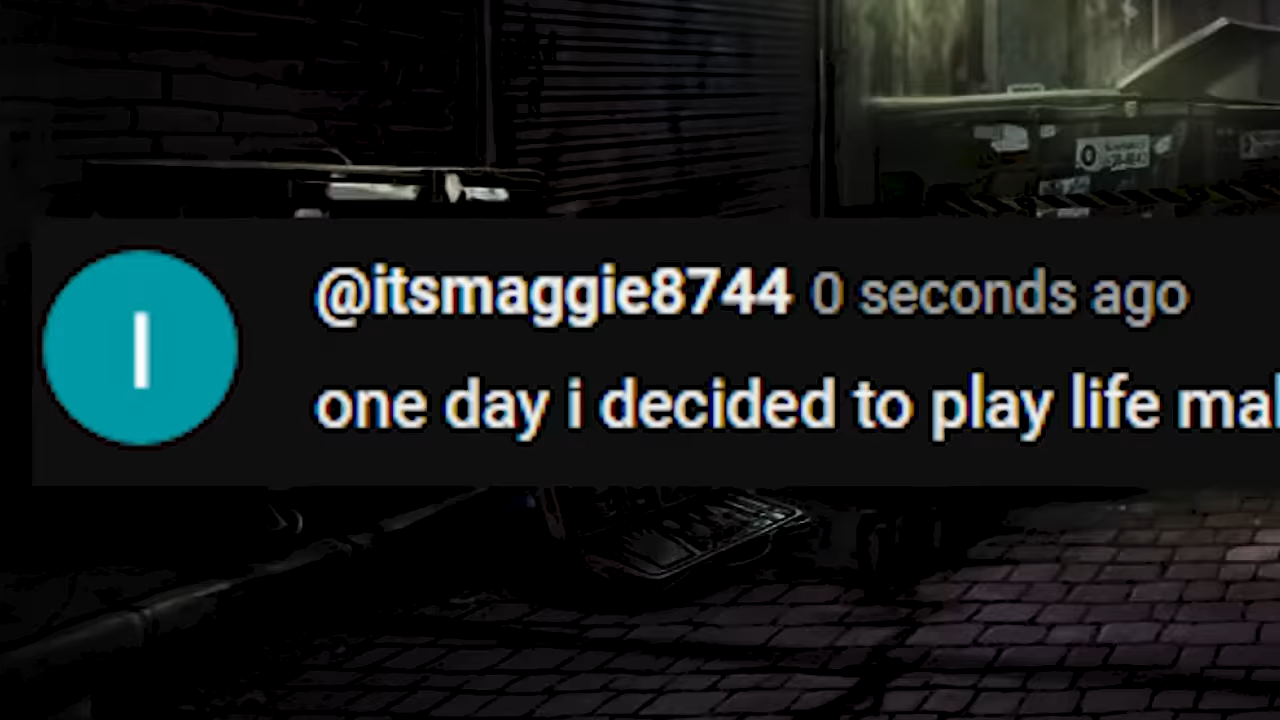 I
@itsmaggie8744 0 seconds ago
one day i decided to play life